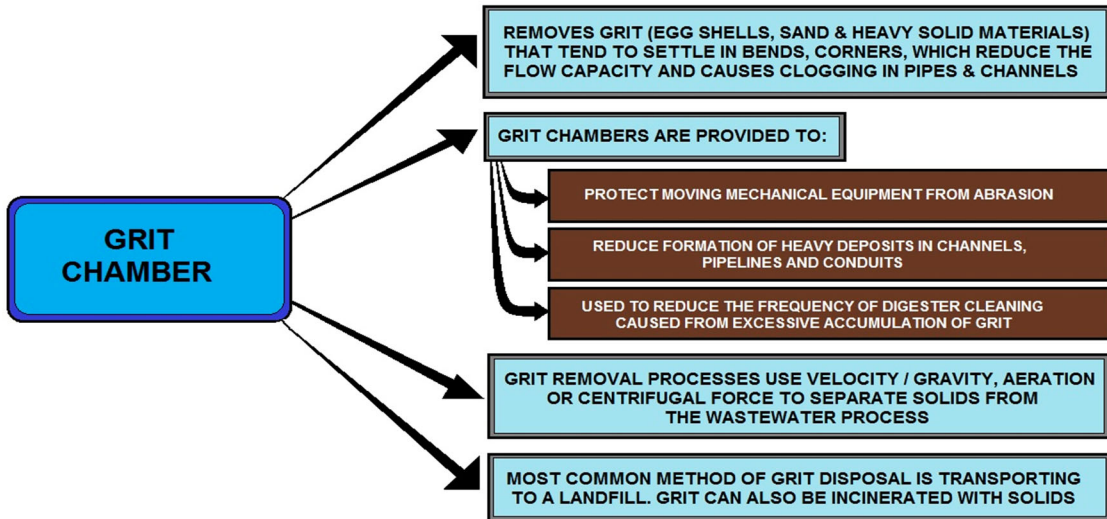 GRIT
CHAMBER
REMOVES GRIT (EGG SHELLS, SAND & HEAVY SOLID MATERIALS)
THAT TEND TO SETTLE IN BENDS, CORNERS, WHICH REDUCE THE
FLOW CAPACITY AND CAUSES CLOGGING IN PIPES & CHANNELS
GRIT CHAMBERS ARE PROVIDED TO:
PROTECT MOVING MECHANICAL EQUIPMENT FROM ABRASION
REDUCE FORMATION OF HEAVY DEPOSITS IN CHANNELS,
PIPELINES AND CONDUITS
USED TO REDUCE THE FREQUENCY OF DIGESTER CLEANING
CAUSED FROM EXCESSIVE ACCUMULATION OF GRIT
GRIT REMOVAL PROCESSES USE VELOCITY / GRAVITY, AERATION
OR CENTRIFUGAL FORCE TO SEPARATE SOLIDS FROM
THE WASTEWATER PROCESS
MOST COMMON METHOD OF GRIT DISPOSAL IS TRANSPORTING
TO A LANDFILL. GRIT CAN ALSO BE INCINERATED WITH SOLIDS